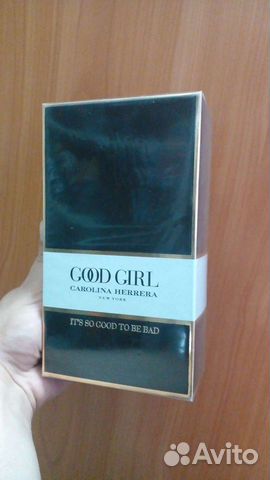 GOOD GIRL
CAROLINA HERRERA
NEW YORK
IT'S SO GOOD TO BE BAD
Avito